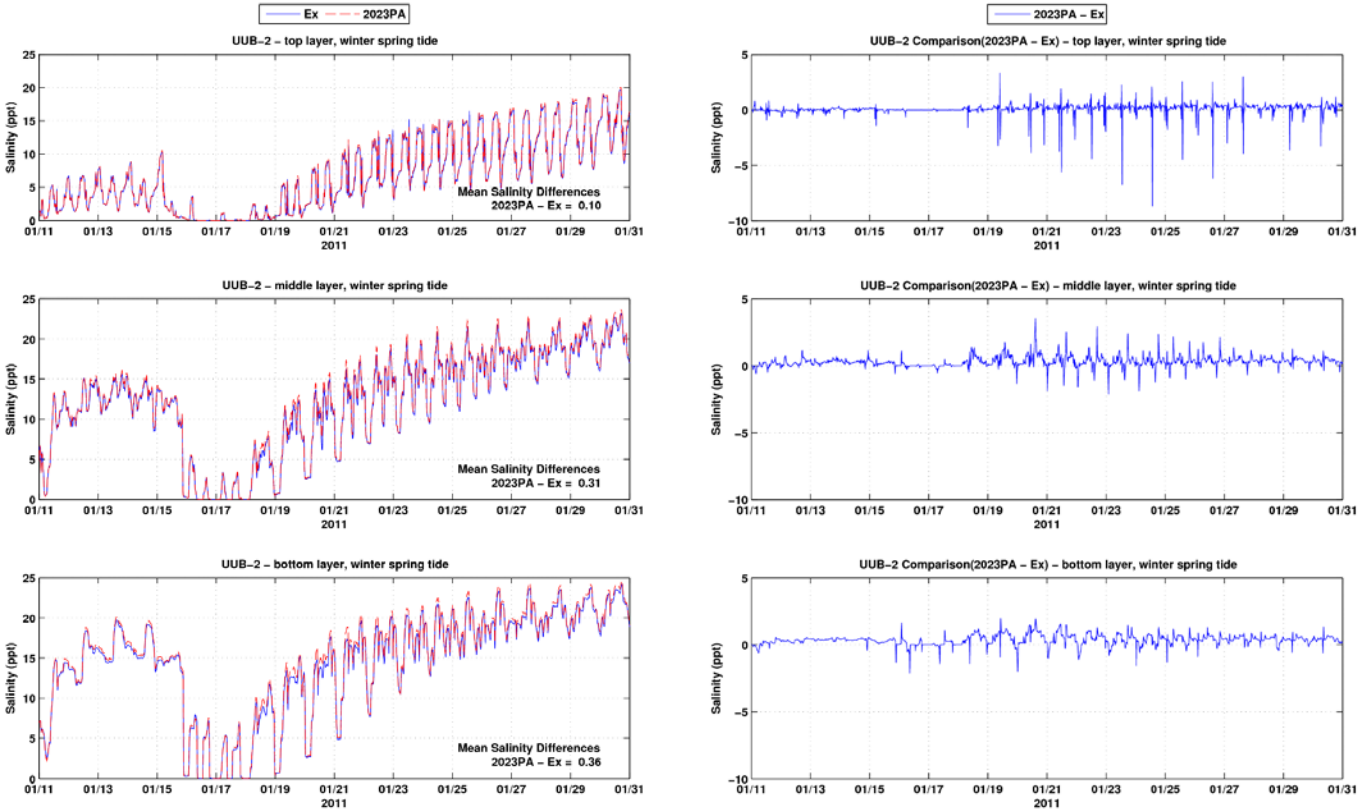 Ex 2023PA
UUB−2 − top layer, winter spring tide
Salinity (ppt)
25
20
15
10
5
0
Mean Salinity Differences
2023PA − Ex = 0.10
01/11 01/13 01/15 01/17 01/19 01/21 01/23 01/25 01/27 01/29 01/31
2011
2023PA − Ex
UUB−2 Comparison(2023PA − Ex) − top layer, winter spring tide
Salinity (ppt)
5
0
−5
−10
01/11 01/13 01/15 01/17 01/19 01/21 01/23 01/25 01/27 01/29 01/31
2011
UUB−2 − middle layer, winter spring tide
Salinity (ppt)
25
20
15
10
5
0
Mean Salinity Differences
2023PA − Ex = 0.31
01/11 01/13 01/15 01/17 01/19 01/21 01/23 01/25 01/27 01/29 01/31
2011
UUB−2 Comparison(2023PA − Ex) − middle layer, winter spring tide
Salinity (ppt)
5
0
−5
−10
01/11 01/13 01/15 01/17 01/19 01/21 01/23 01/25 01/27 01/29 01/31
2011
UUB−2 − bottom layer, winter spring tide
Salinity (ppt)
25
20
15
10
5
0
Mean Salinity Differences
2023PA − Ex = 0.36
01/11 01/13 01/15 01/17 01/19 01/21 01/23 01/25 01/27 01/29 01/31
2011
UUB−2 Comparison(2023PA − Ex) − bottom layer, winter spring tide
Salinity (ppt)
5
0
−5
−10
01/11 01/13 01/15 01/17 01/19 01/21 01/23 01/25 01/27 01/29 01/31
2011